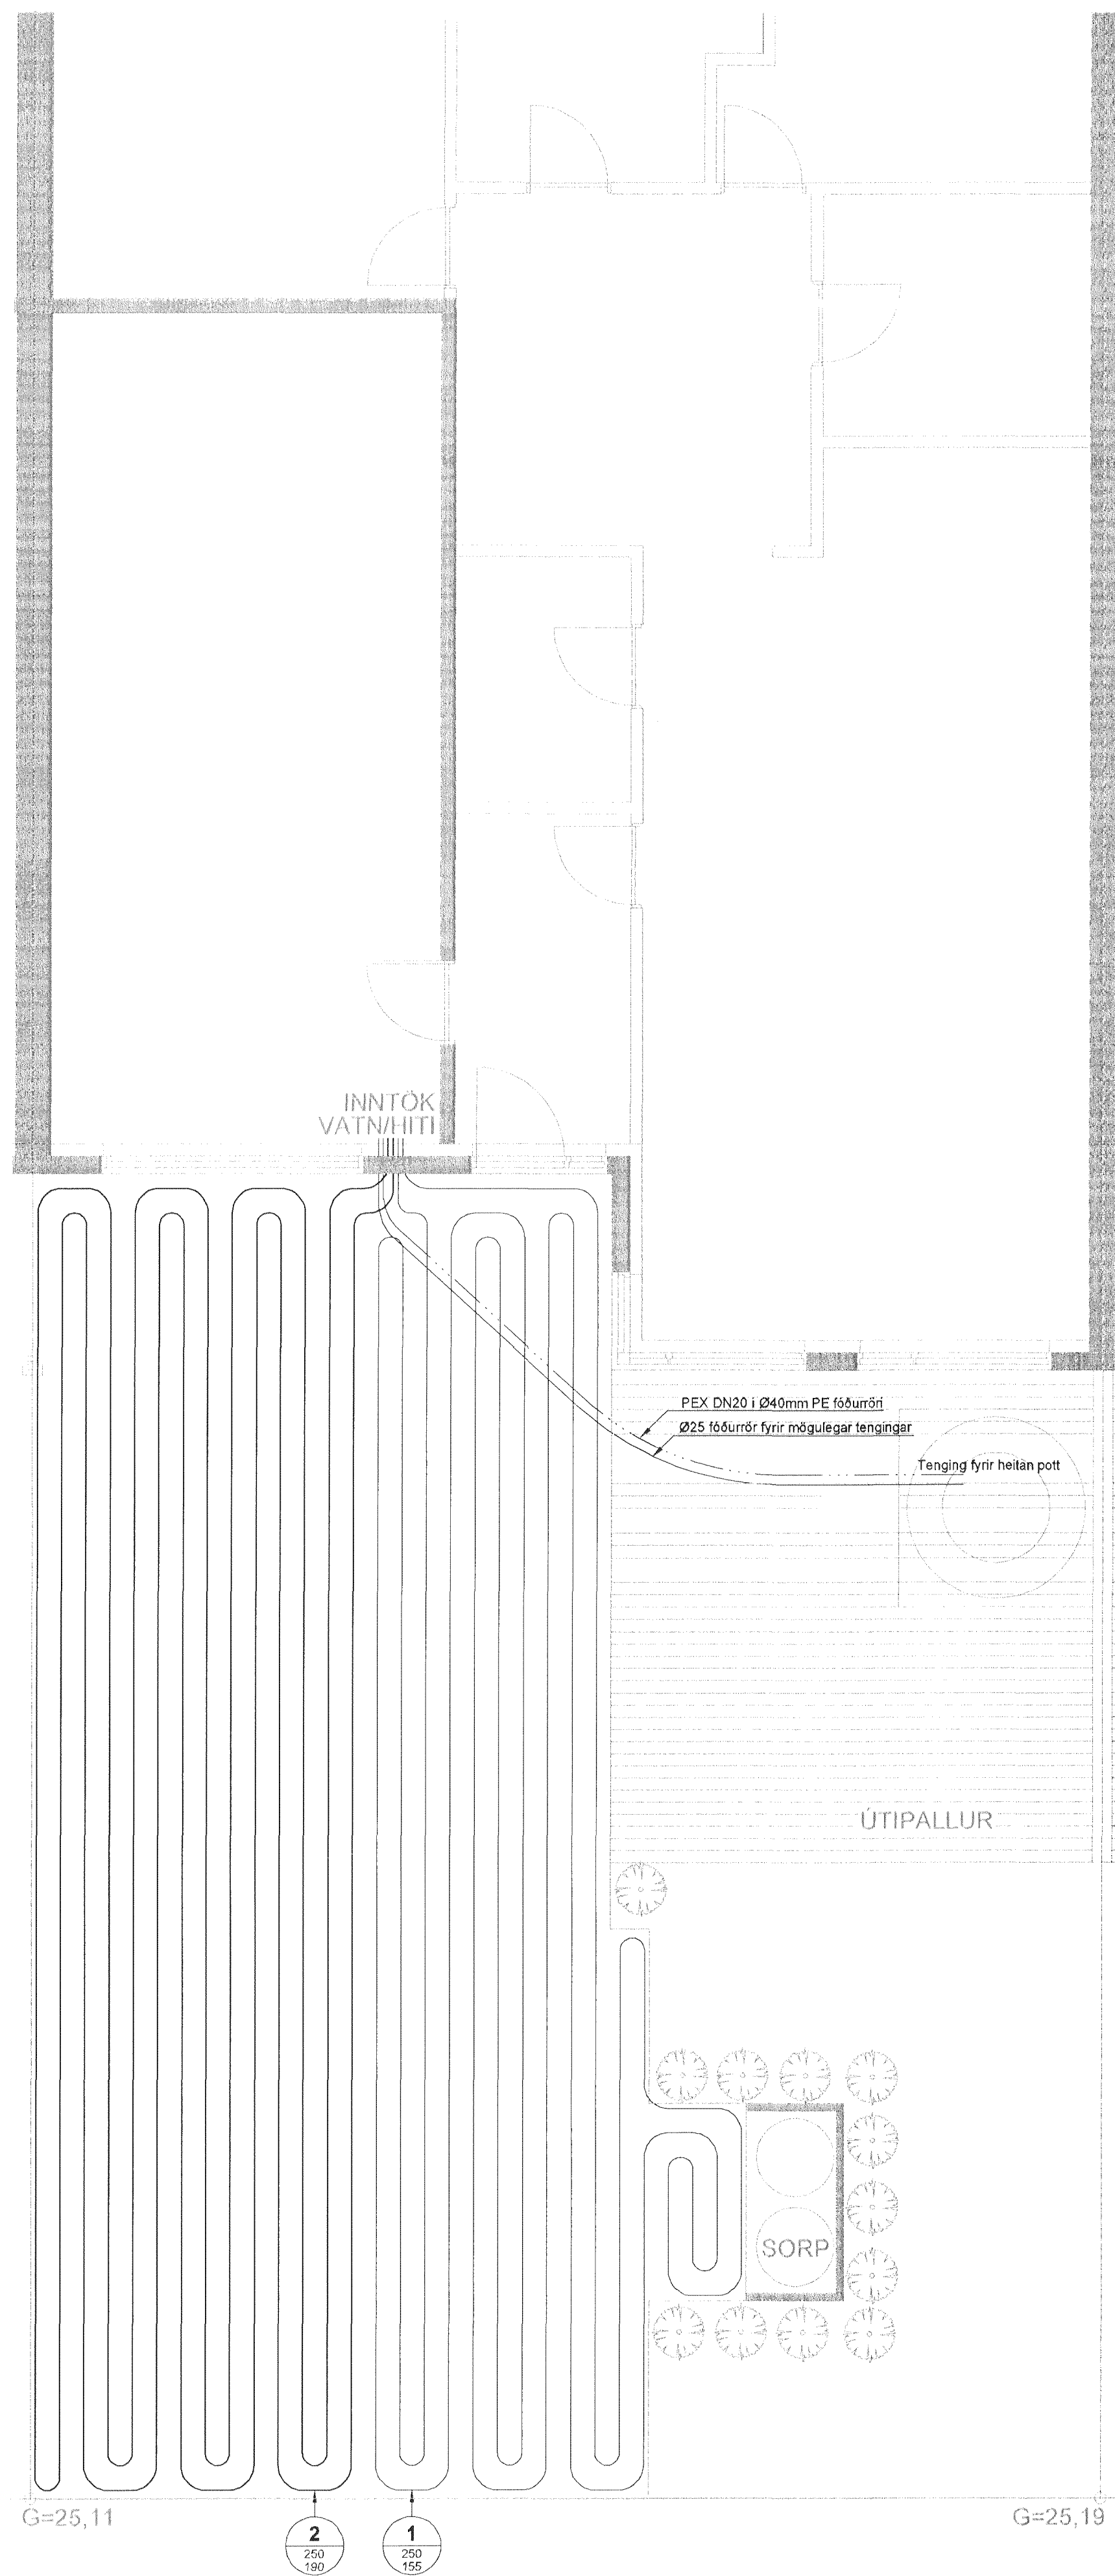 INNTÖK
VATN/HITI
PEX DN20 í Ø40mm PE fóðurröri
Ø25 fóðurrör fyrir mögulegar tengingar
Tenging fyrir heitan pott
ÚTIPALLUR
SORP
G=25,11
G=25,19
2
250
190
1
250
155